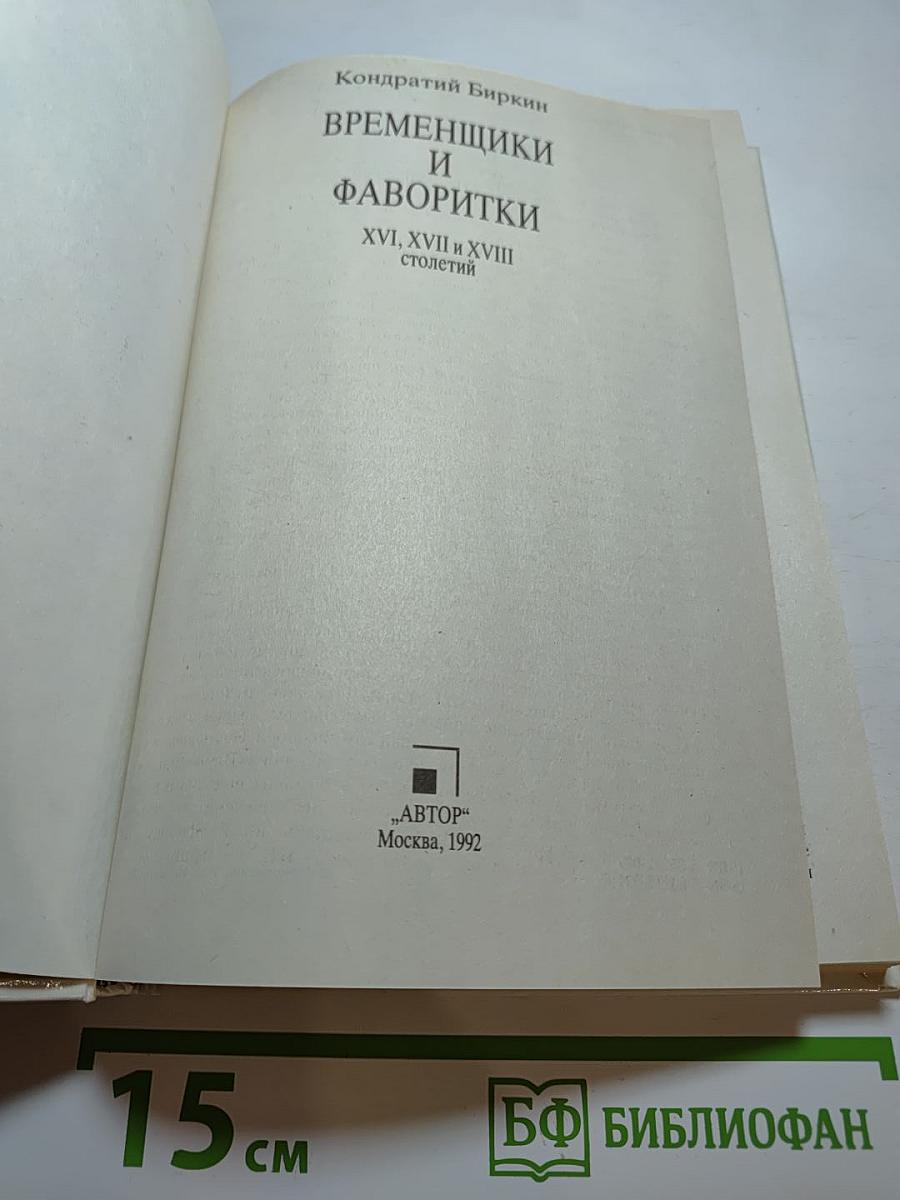 Кондратий Биркин
ВРЕМЕНЩИКИ
И
ФАВОРИТКИ
XVI, XVII и XVIII
столетий
„АВТОР“
Москва, 1992
15 см
БФ БИБЛИОФАН